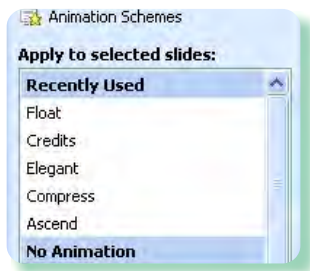 Animation Schemes
Apply to selected slides:
Recently Used
Float
Credits
Elegant
Compress
Ascend
No Animation